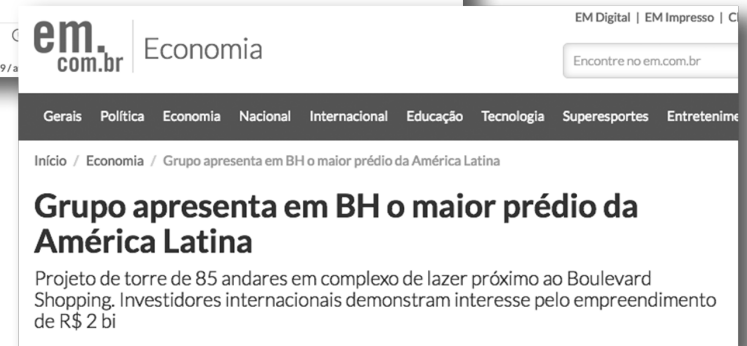 EM Digital | EM Impresso |
em.
com.br
Economia
Encontre no em.com.br
Gerais Política Economia Nacional Internacional Educação Tecnologia Superesportes
Início / Economia / Grupo apresenta em BH o maior prédio da América Latina
Grupo apresenta em BH o maior prédio da
América Latina
Projeto de torre de 85 andares em complexo de lazer próximo ao Boulevard
Shopping. Investidores internacionais demonstram interesse pelo empreendimento
de R$ 2 bi